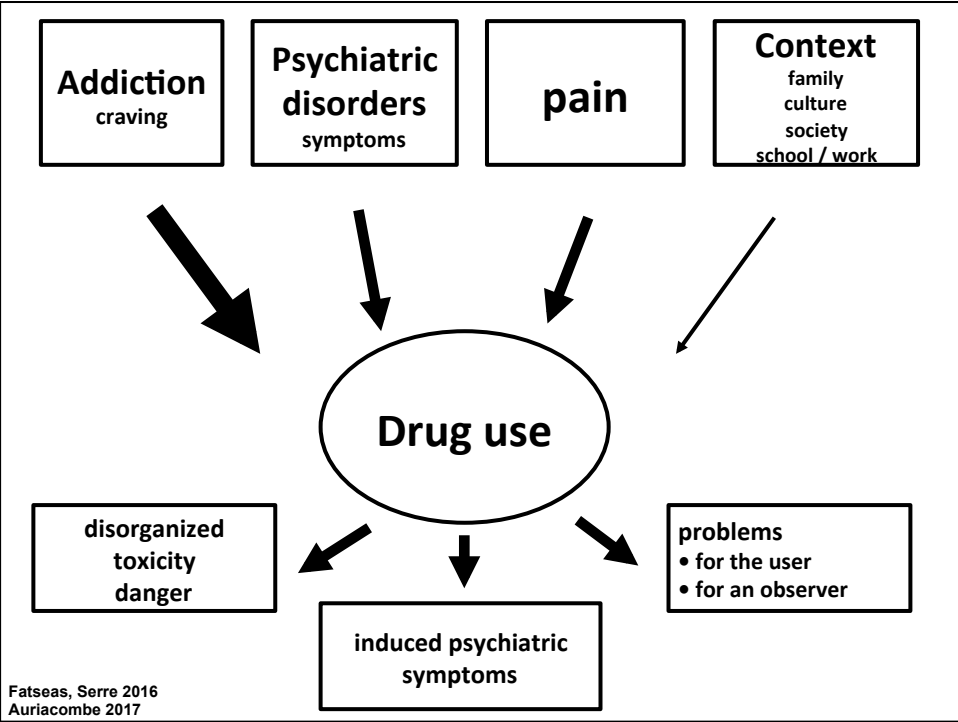 Addiction
craving
Psychiatric
disorders
symptoms
pain
Context
family
culture
society
school / work
Drug use
disorganized
toxicity
danger
induced psychiatric
symptoms
problems
• for the user
• for an observer
Fatseas, Serre 2016
Auriacombe 2017